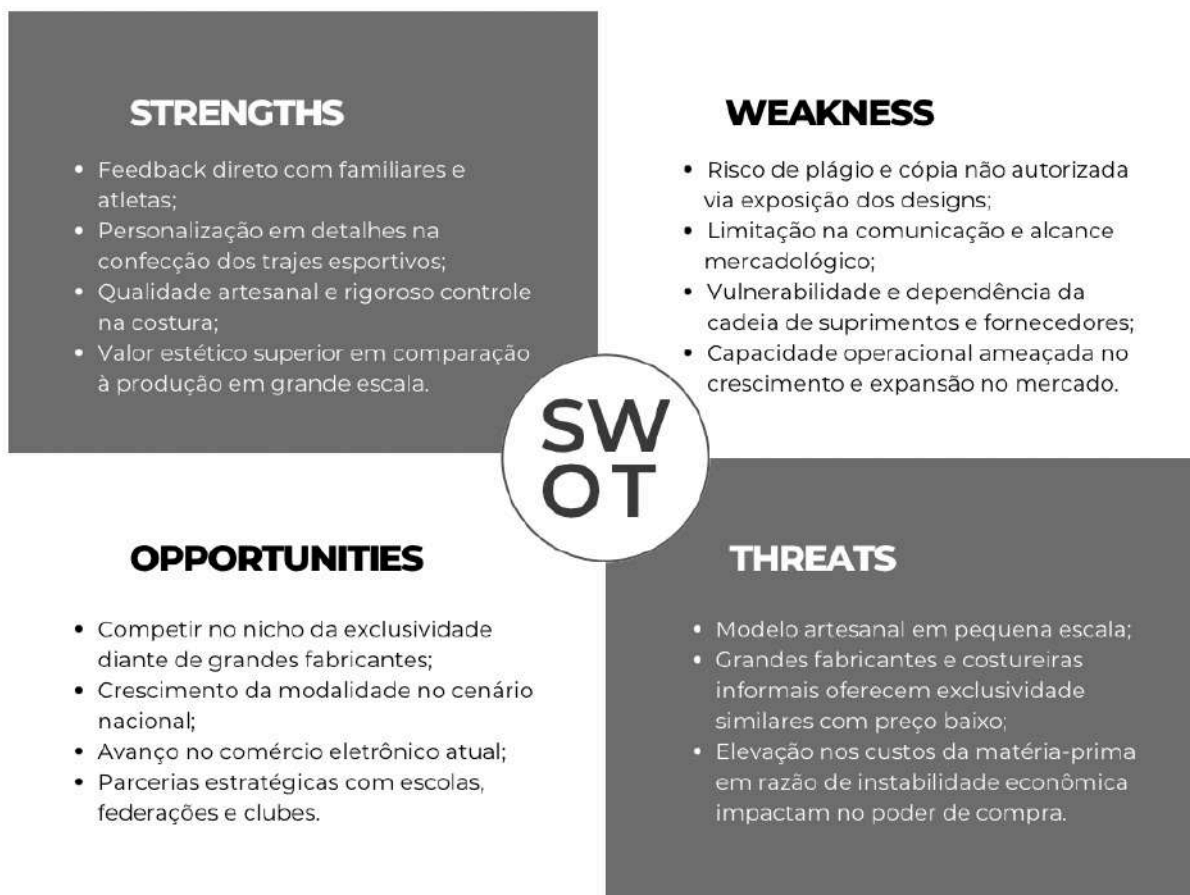 STRENGTHS
• Feedback direto com familiares e
atletas;
• Personalização em detalhes na
confecção dos trajes esportivos;
• Qualidade artesanal e rigoroso controle
na costura;
• Valor estético superior em comparação
à produção em grande escala.
WEAKNESS
• Risco de plágio e cópia não autorizada
via exposição dos designs;
• Limitação na comunicação e alcance
mercadológico;
• Vulnerabilidade e dependência da
cadeia de suprimentos e fornecedores;
• Capacidade operacional ameaçada no
crescimento e expansão no mercado.
SW
OT
OPPORTUNITIES
• Competir no nicho da exclusividade
diante de grandes fabricantes;
• Crescimento da modalidade no cenário
nacional;
• Avanço no comércio eletrônico atual;
• Parcerias estratégicas com escolas,
federações e clubes.
THREATS
• Modelo artesanal em pequena escala;
• Grandes fabricantes e costureiras
informais oferecem exclusividade
similares com preço baixo;
• Elevação nos custos da matéria-prima
em razão de instabilidade econômica
impactam no poder de compra.